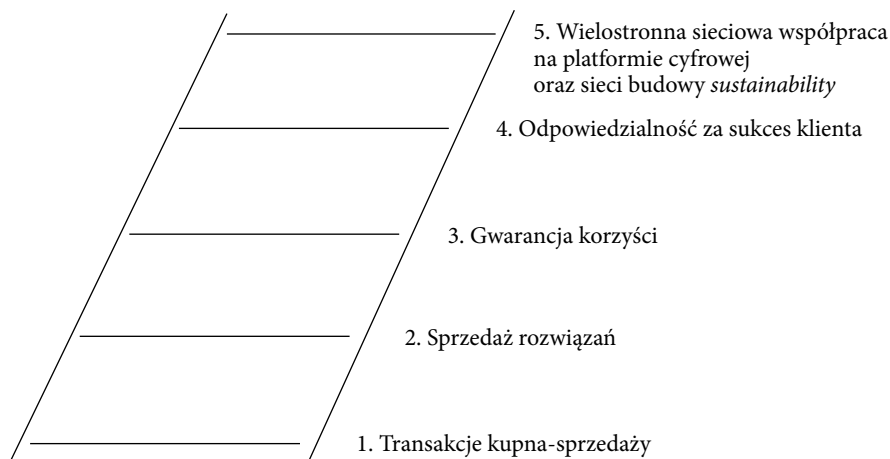 5. Wielostronna sieciowa współpraca
na platformie cyfrowej
oraz sieci budowy sustainability
4. Odpowiedzialność za sukces klienta
3. Gwarancja korzyści
2. Sprzedaż rozwiązań
1. Transakcje kupna-sprzedaży